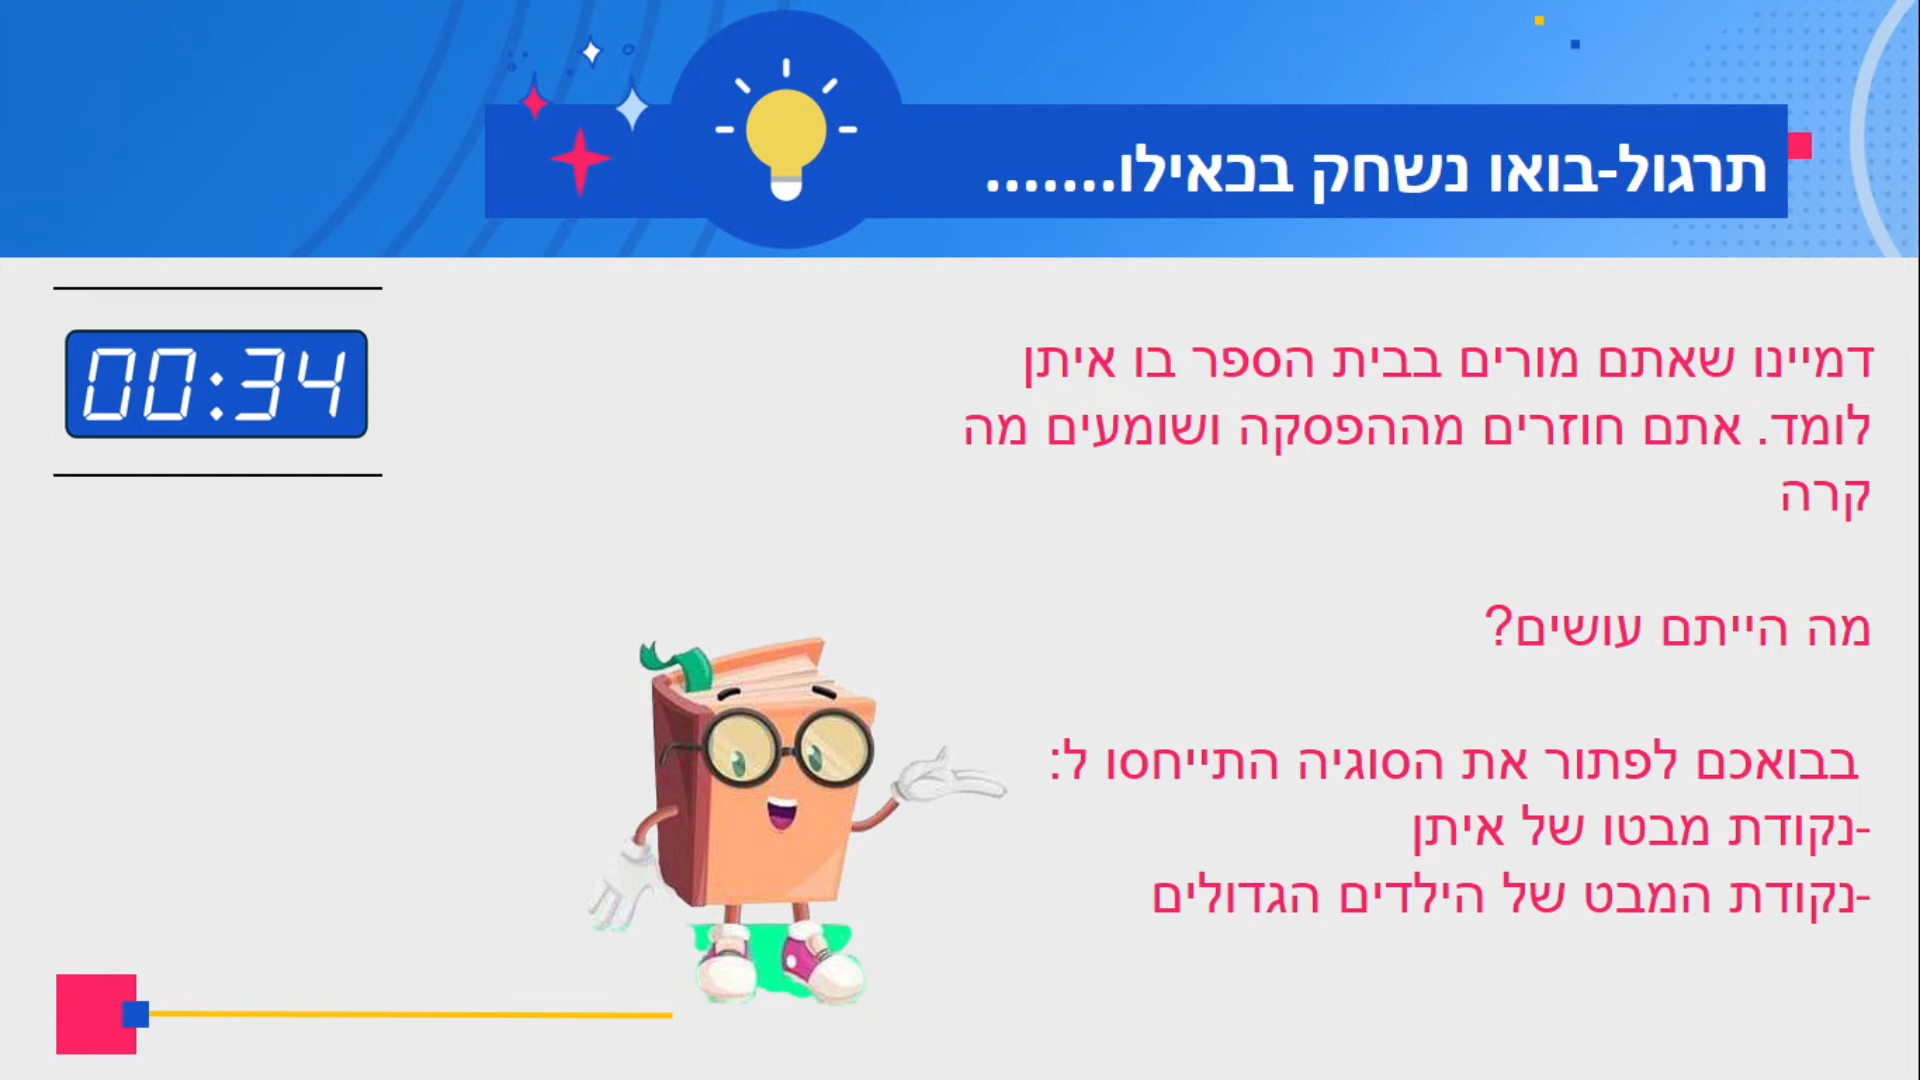 תרגול-בואו נשחק בכאילו.......
00:34
דמיינו שאתם מורים בבית הספר בו איתן
לומד. אתם חוזרים מההפסקה ושומעים מה
קרה
מה הייתם עושים?
בבואכם לפתור את הסוגיה התייחסו ל:
-נקודת מבטו של איתן
-נקודת המבט של הילדים הגדולים